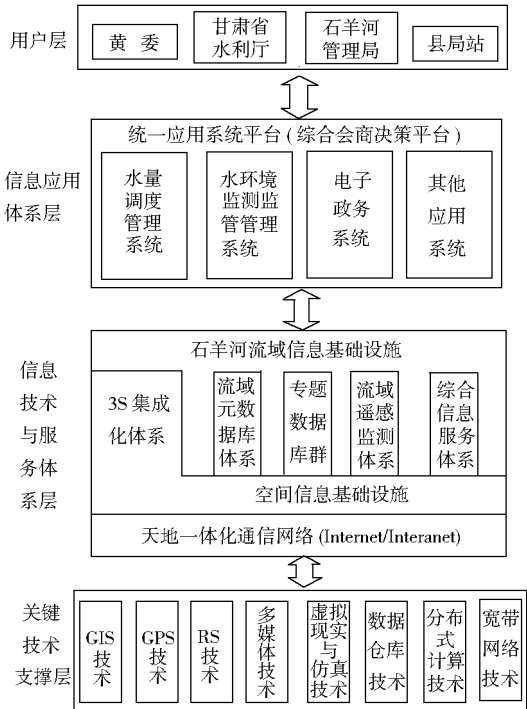 用户层
黄 委
甘肃省
水利厅
石羊河
管理局
县局站
信息应用
体系层
统一应用系统平台(综合会商决策平台)
水量
调度
管理
系统
水环境
监测监
管管理
系统
电子
政务
系统
其他
应用
系统
信息
技术
与服
务体
系层
石羊河流域信息基础设施
3S集成
化体系
流域
元数
据库
体系
专题
数据
库群
流域
遥感
监测
体系
综合
信息
服务
体系
空间信息基础设施
天地一体化通信网络(Internet/Interanet)
关键
技术
支撑层
GIS
技术
GPS
技术
RS
技术
多
媒
体
技
术
虚拟
现实
与
仿真
技术
数据
仓库
技术
分布
式
计算
技术
宽带
网络
技术